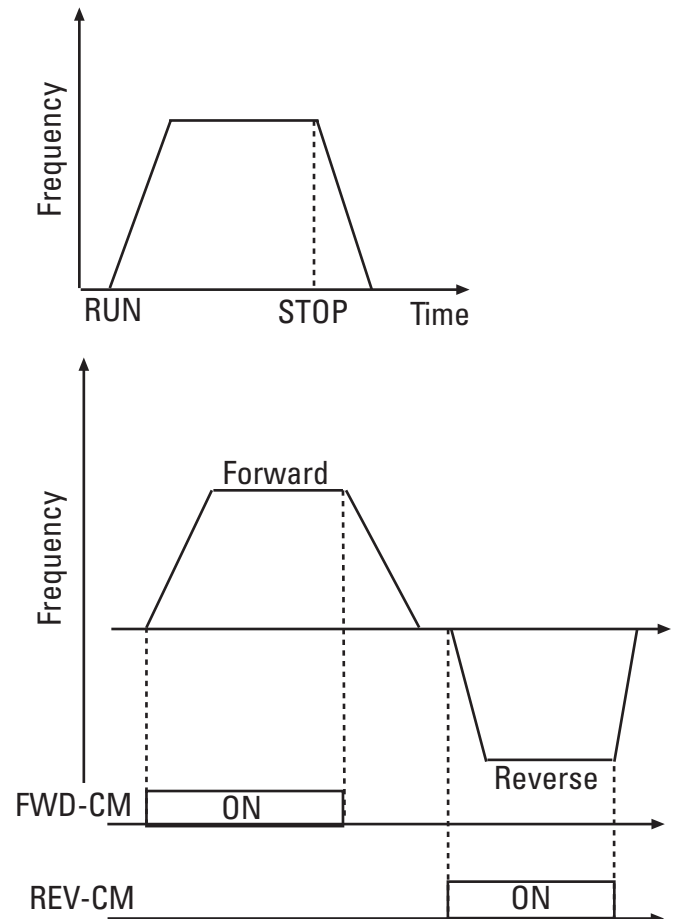 Frequency
RUN
STOP
Time
Frequency
Forward
Reverse
FWD-CM
ON
REV-CM
ON